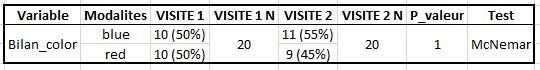 Variable Modalites VISITE 1 VISITE 1 N VISITE 2 VISITE 2 N P_valeur Test
Bilan_color blue 10 (50%) 20 11 (55%) 20 1 McNemar
red 10 (50%) 9 (45%)